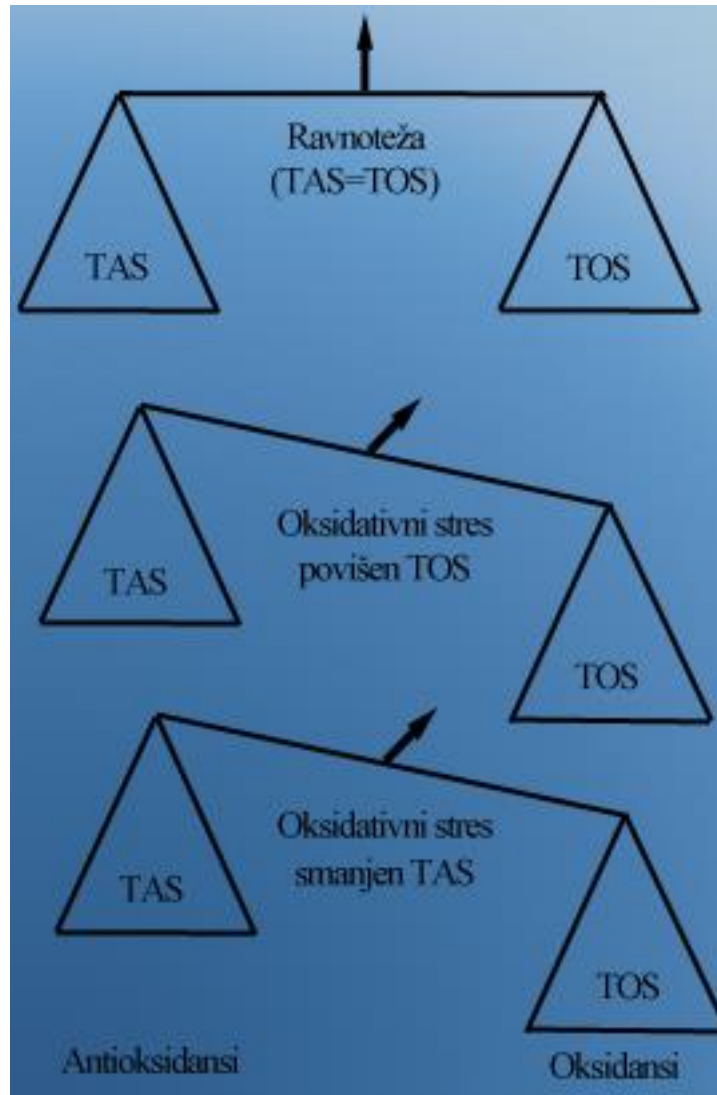 Ravnoteža
(TAS=TOS)
TAS
TOS
Oksidativni stres
povišen TOS
TAS
TOS
Oksidativni stres
smanjen TAS
TAS
TOS
Antioksidansi
Oksidansi